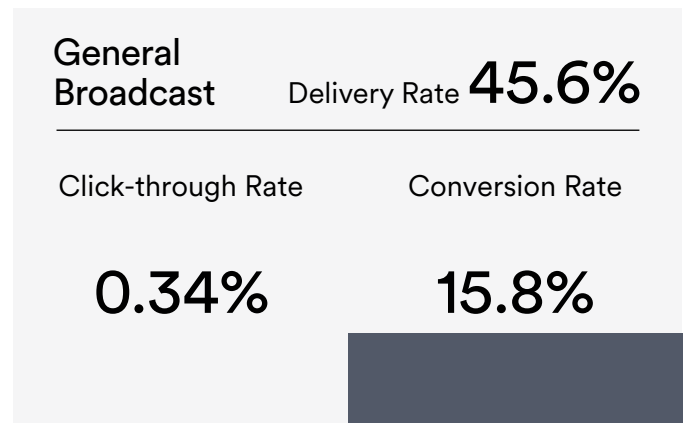 General
Broadcast
Delivery Rate 45.6%
Click-through Rate
Conversion Rate
0.34%
15.8%